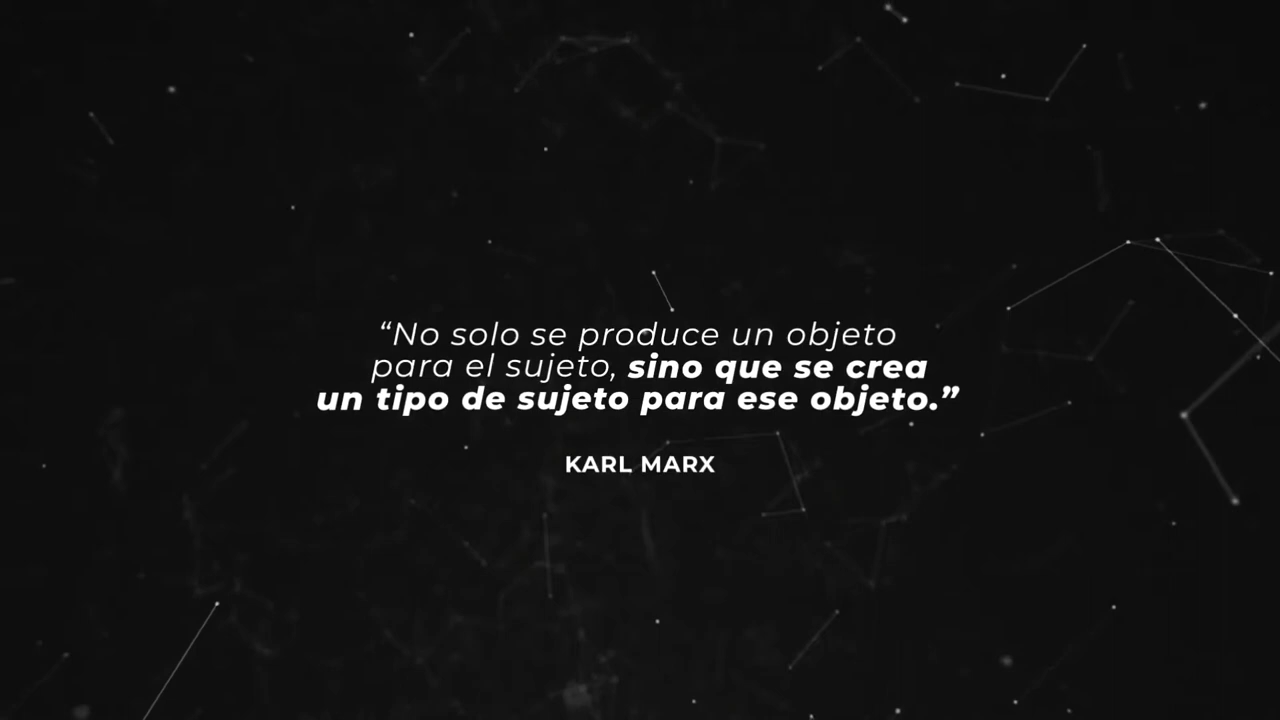 “No solo se produce un objeto
para el sujeto, sino que se crea
un tipo de sujeto para ese objeto.”
KARL MARX